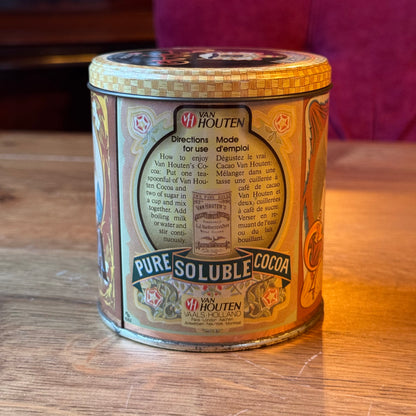 VH VAN
HOUTEN
Directions
for use
How to enjoy
Van Houten's Co-
coa: Put one tea-
spoonful of Van Hou-
ten Cocoa and
two of sugar in
a cup and mix
together. Add
boiling milk
or water and
stir conti-
nuously.
Mode
d'emploi
Dégustez le vrai
Cacao Van Houten:
Mélanger dans une
tasse une cuillerée à
café de cacao
Van Houten et
deux cuillerées
à café de sucre.
Verser en re-
muant de l'eau
ou du lait
bouillant.
VAN HOUTEN'S
PURE SOLUBLE COCOA
VH VAN
HOUTEN
VAALS-HOLLAND